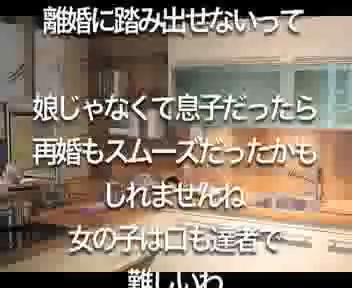 離婚に踏み出せないって
娘じゃなくて息子だったら
再婚もスムーズだったかも
しれませんね
女の子は口も達者で
難しいわ